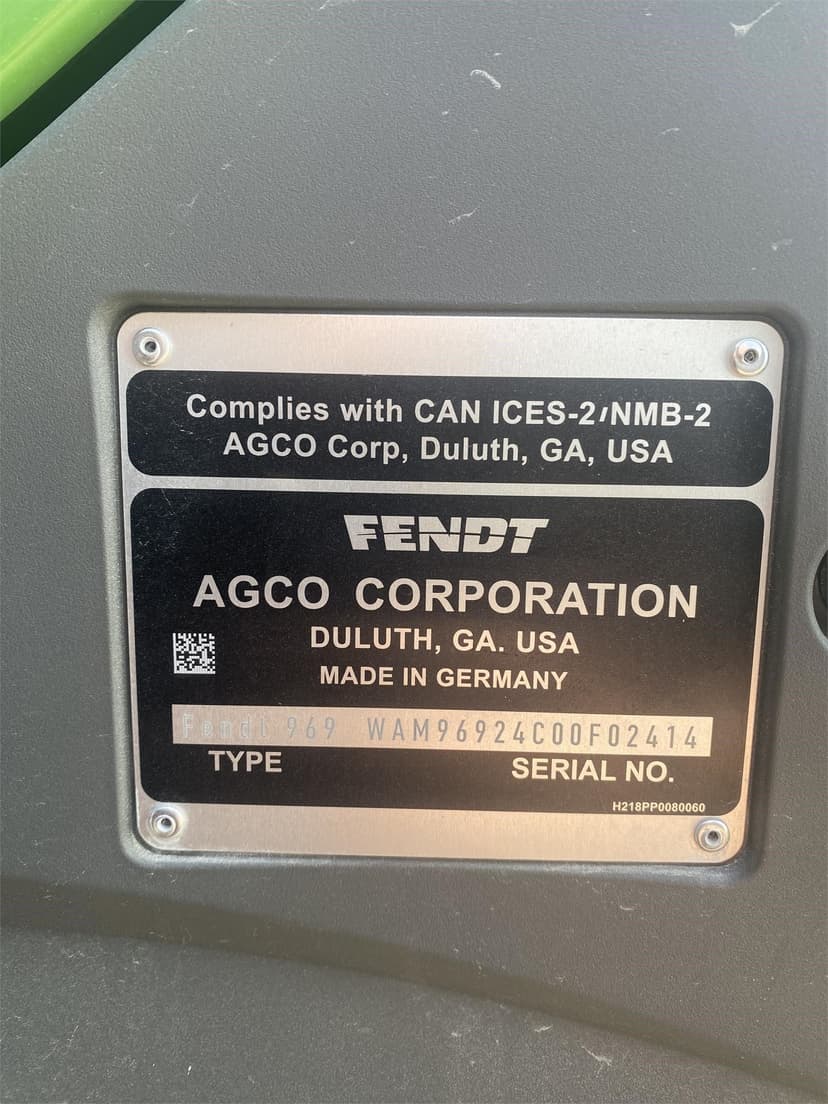 Complies with CAN ICES-2/NMB-2
AGCO Corp, Duluth, GA, USA
FENDT
AGCO CORPORATION
DULUTH, GA. USA
MADE IN GERMANY
Fendt 969 WAM96924C00F02414
TYPE SERIAL NO.
H218PP0080060